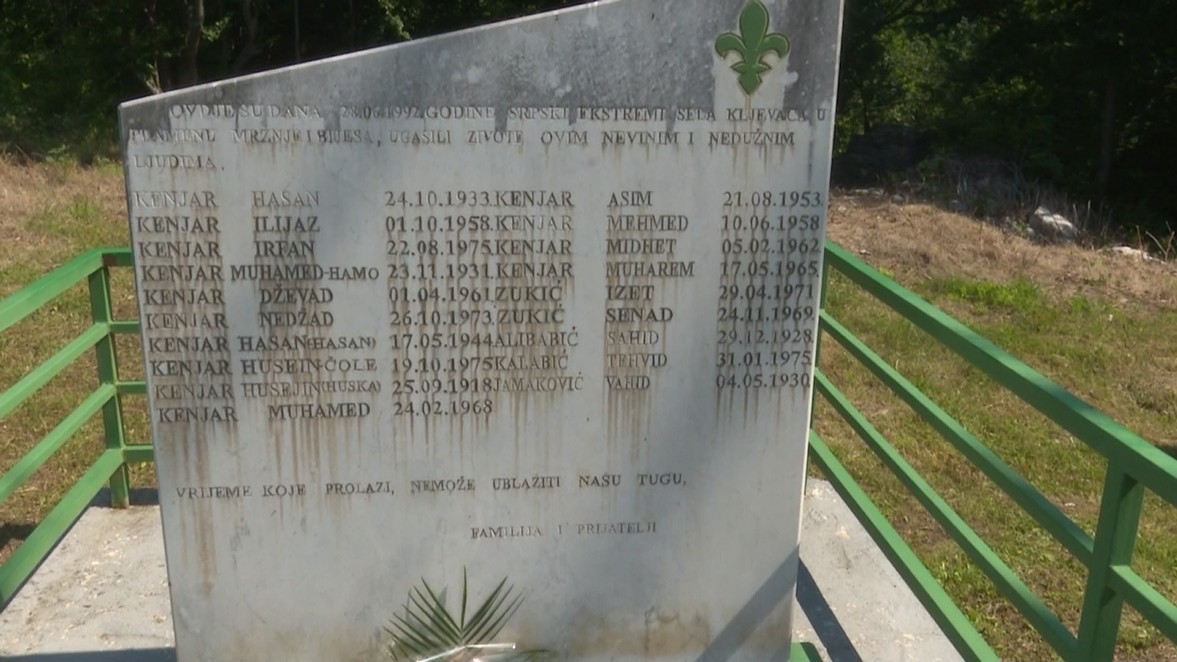 OVDJE SU DANA 28.06.1992 GODINE SRPSKI EKSTREMI SELA KLJEVACA U
PLAMENU MRŽNJE I BIJESA, UGASILI ZIVOTE OVIM NEVINIM I NEDUŽNIM
LJUDIMA.
KENJAR HASAN 24.10.1933 KENJAR ASIM 21.08.1953
KENJAR ILIJAZ 01.10.1958 KENJAR MEHMED 10.06.1958
KENJAR IRFAN 22.08.1975 KENJAR MIDHET 05.02.1962
KENJAR MUHAMED-HAMO 23.11.1931 KENJAR MUHAREM 17.05.1965
KENJAR DŽEVAD 01.04.1961 ZUKIĆ IZET 29.04.1971
KENJAR NEDŽAD 26.10.1973 ZUKIĆ SENAD 24.11.1969
KENJAR HASAN(HASAN) 17.05.1944 ALIBABIĆ SAHID 29.12.1928
KENJAR HUSEIN-ČOLE 19.10.1975 KALABIĆ TEHVID 31.01.1975
KENJAR HUSEJIN(HUSKA) 25.09.1918 JAMAKOVIĆ VAHID 04.05.1930
KENJAR MUHAMED 24.02.1968
VRIJEME KOJE PROLAZI, NEMOŽE UBLAŽITI NAŠU TUGU,
FAMILIJA I PRIJATELJI